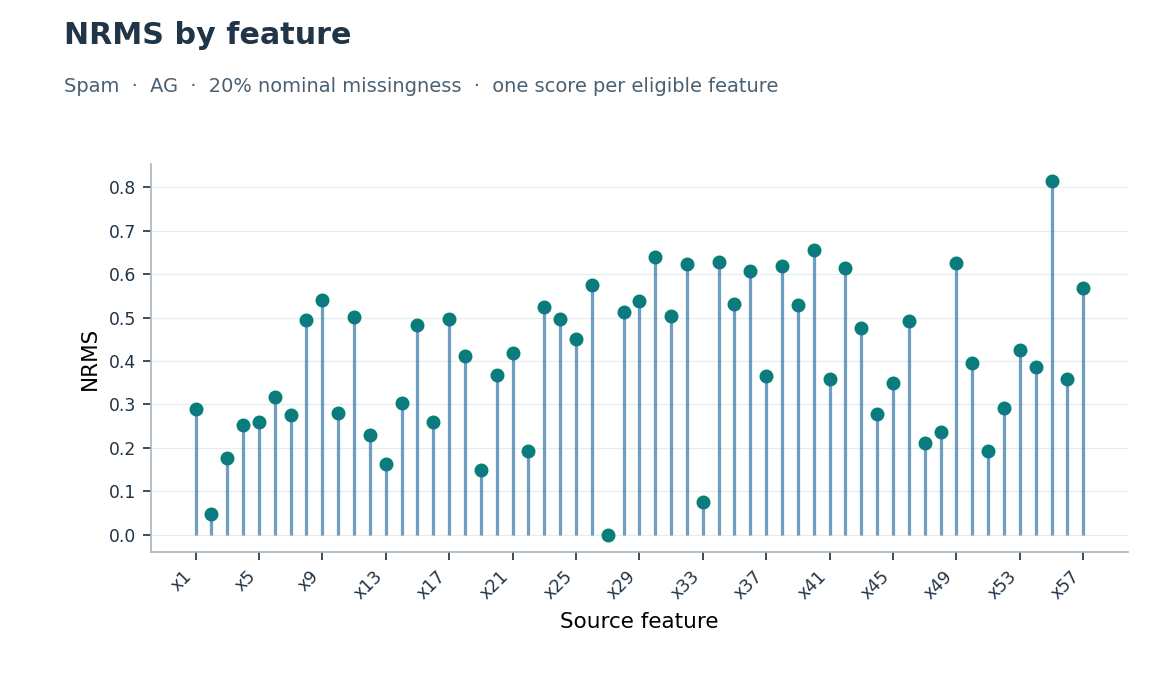 NRMS by feature
Spam · AG · 20% nominal missingness · one score per eligible feature
0.8
0.7
0.6
0.5
0.4
0.3
0.2
0.1
0.0
NRMS
x1 x5 x9 x13 x17 x21 x25 x29 x33 x37 x41 x45 x49 x53 x57
Source feature